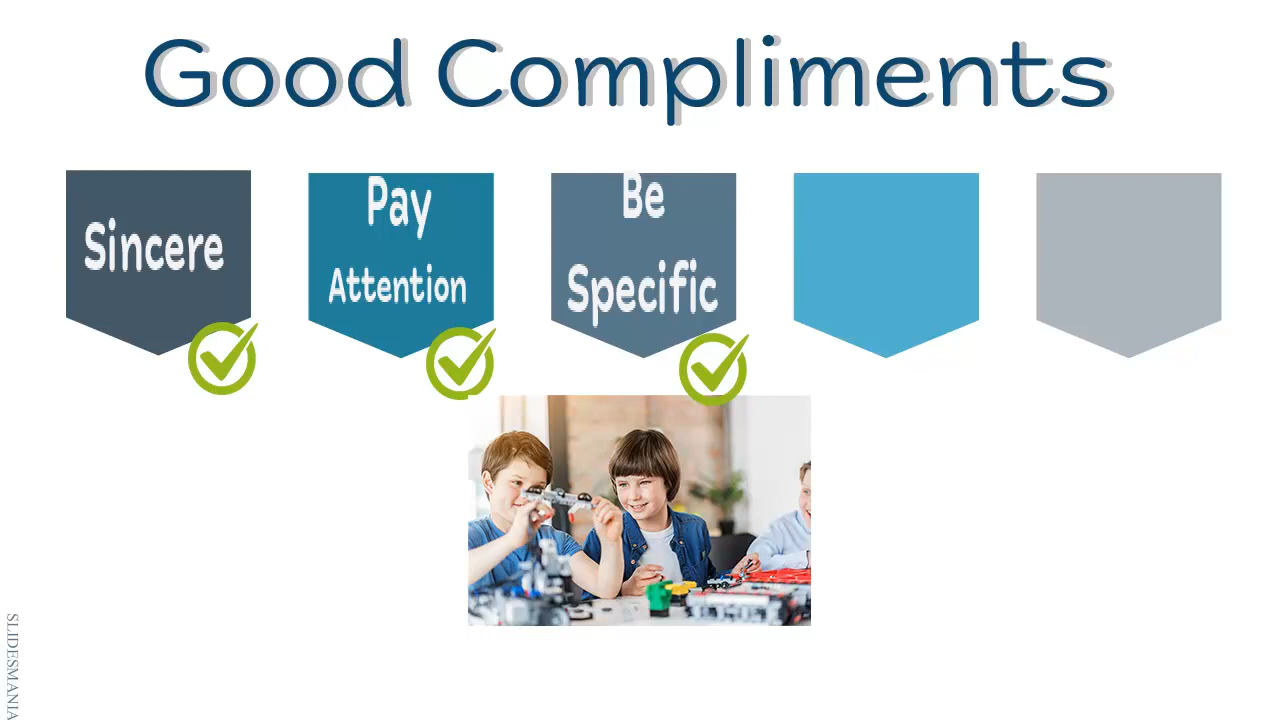 Good Compliments
Sincere
Pay
Attention
Be
Specific
SLIDESMANIA